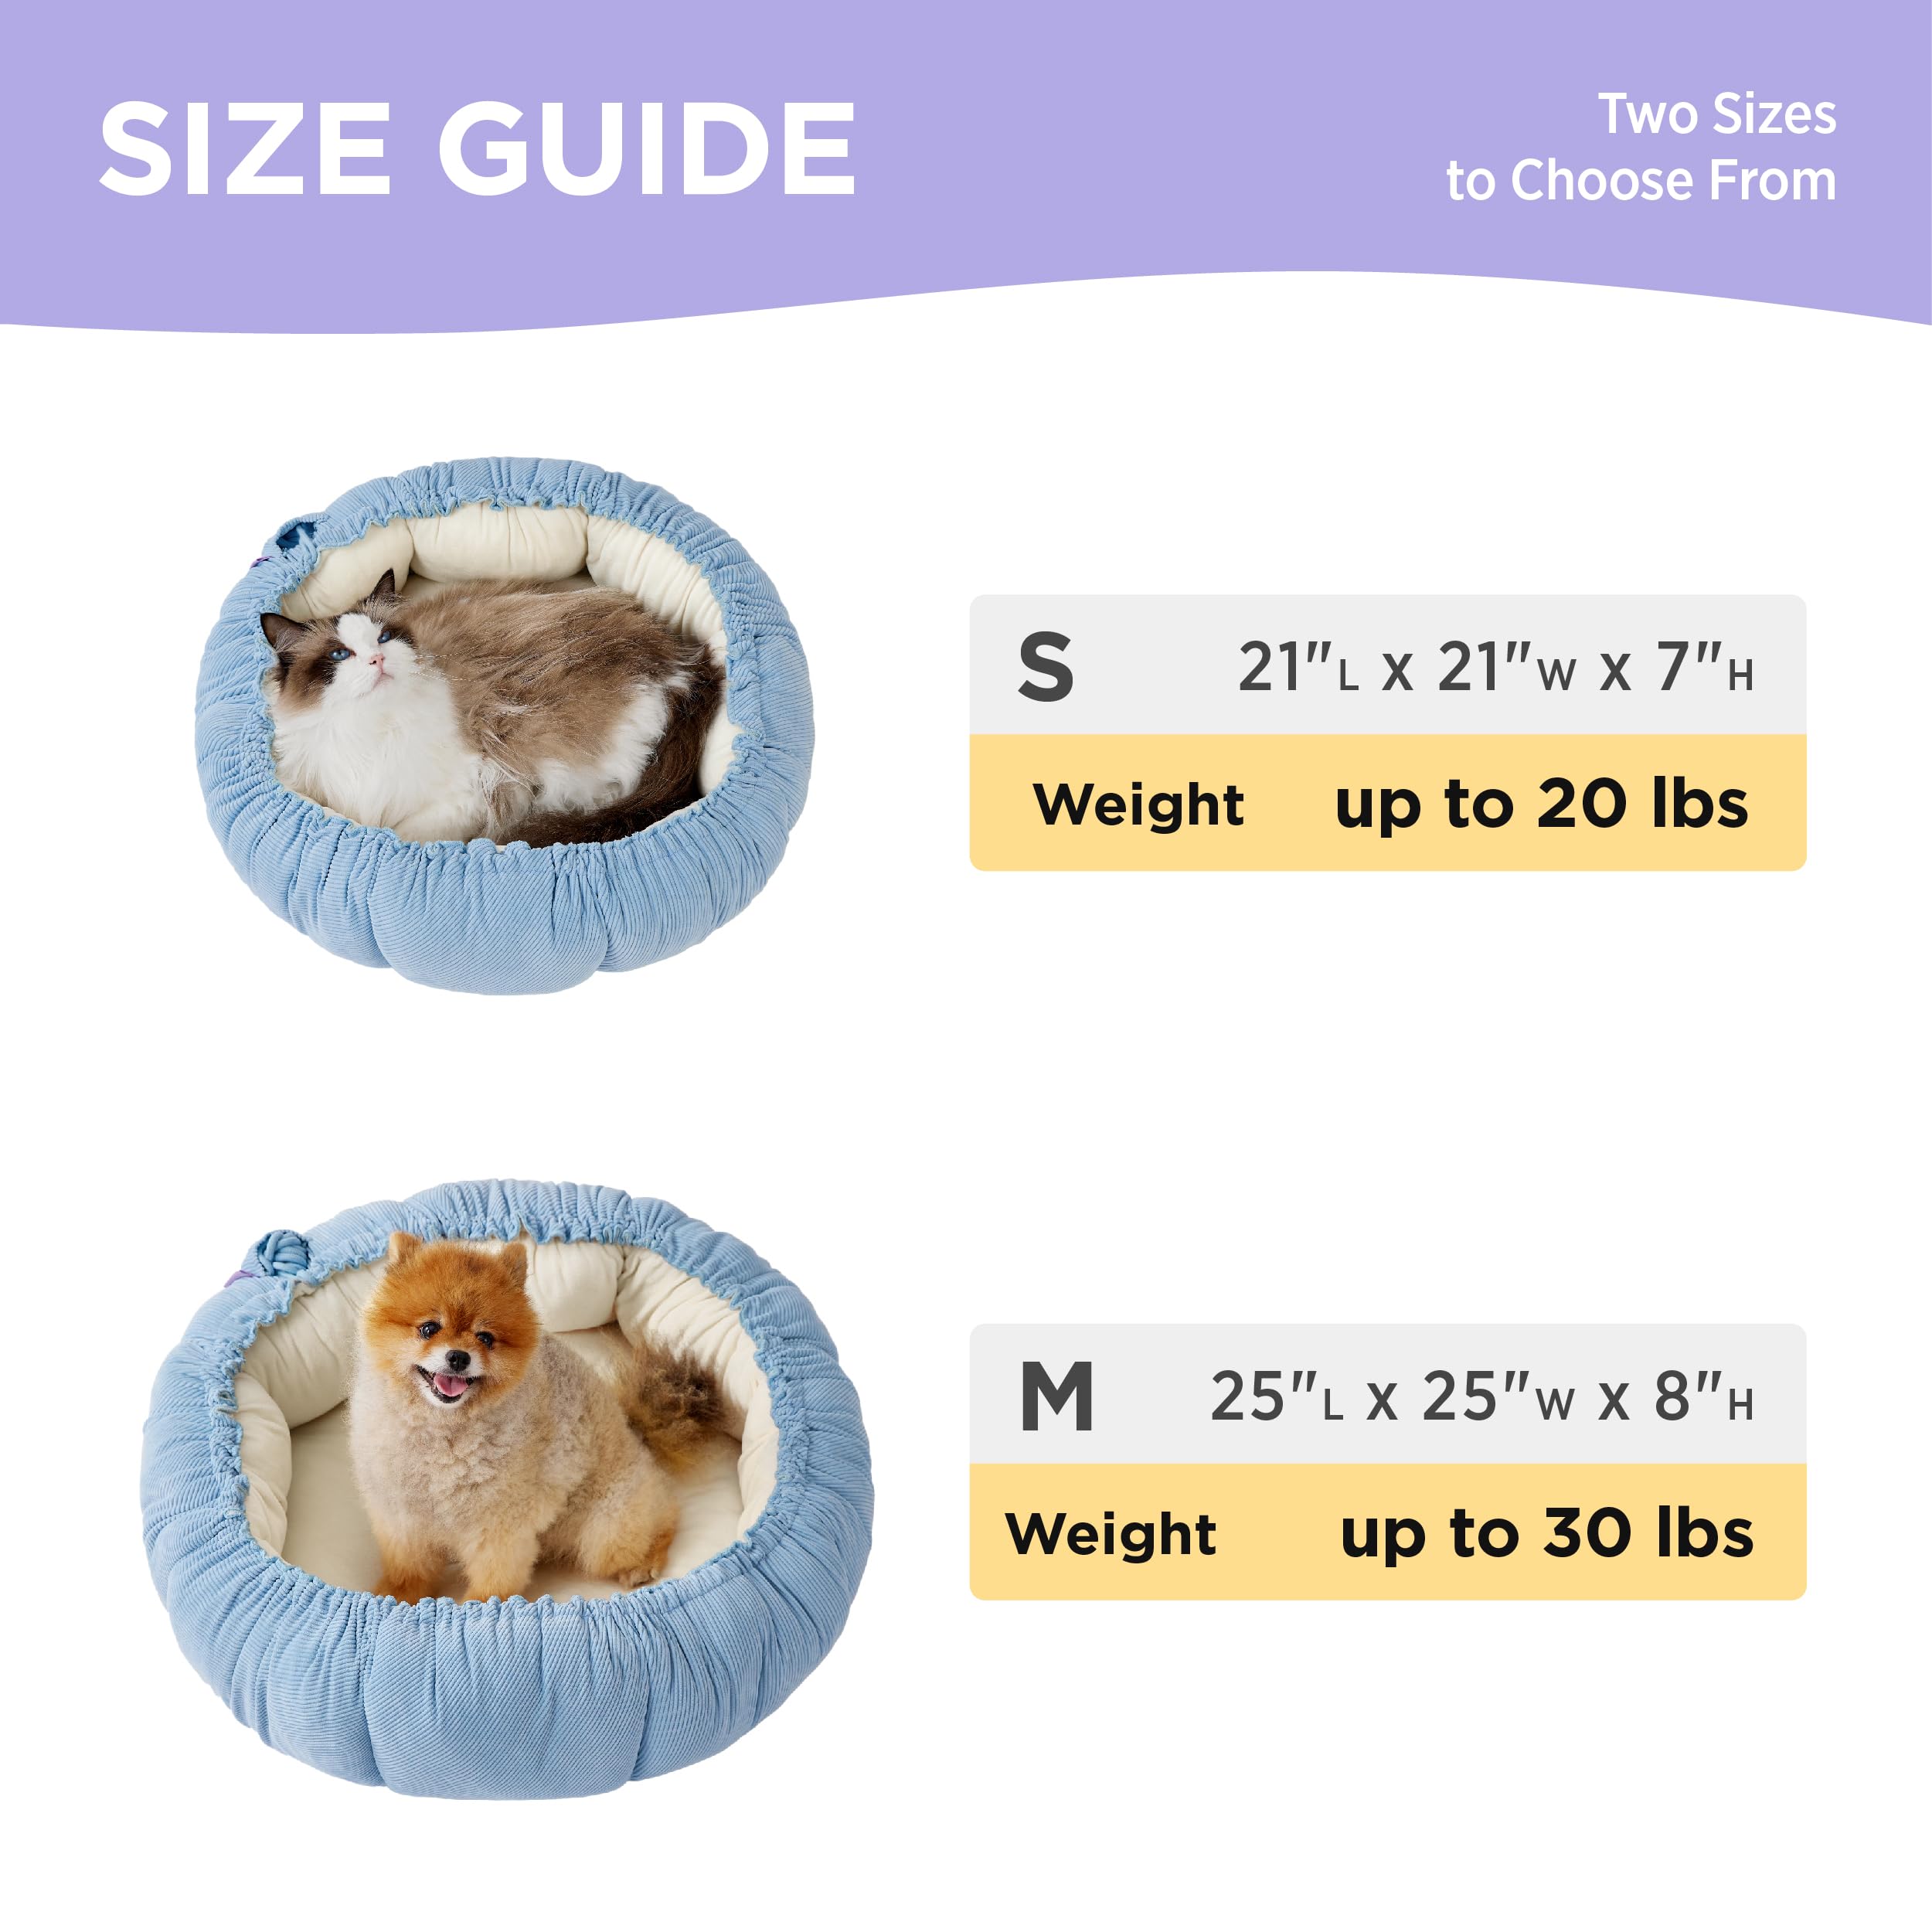 SIZE GUIDE
Two Sizes
to Choose From
S 21"L x 21"W x 7"H
Weight up to 20 lbs
M 25"L x 25"W x 8"H
Weight up to 30 lbs